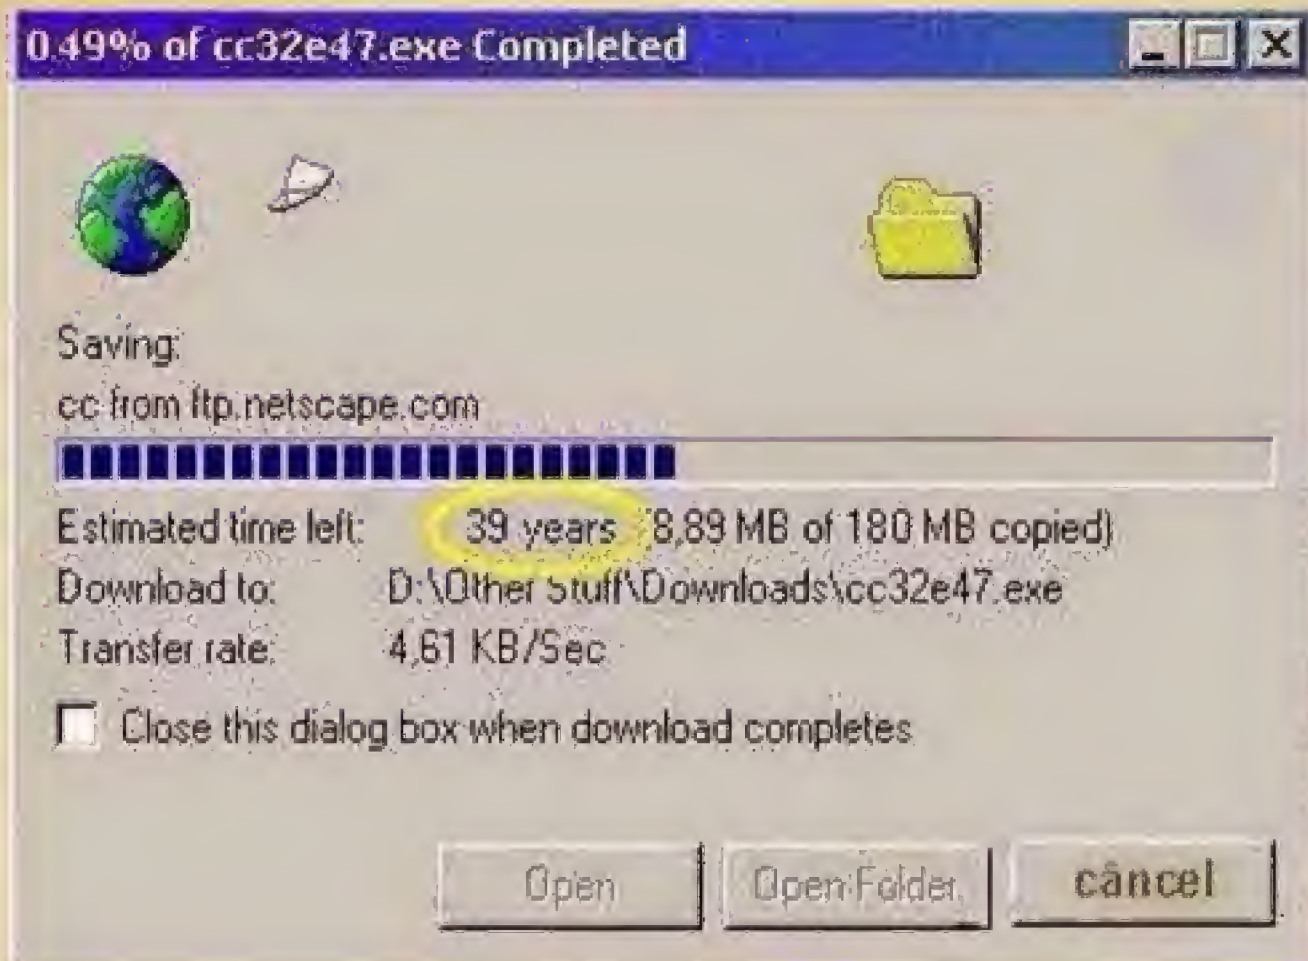 0.49% of cc32e47.exe Completed
Saving:
cc from ftp.netscape.com
Estimated time left: 39 years (8,89 MB of 180 MB copied)
Download to: D:\Other Stuff\Downloads\cc32e47.exe
Transfer rate: 4,61 KB/Sec
Close this dialog box when download completes
Open Open Folder câncel